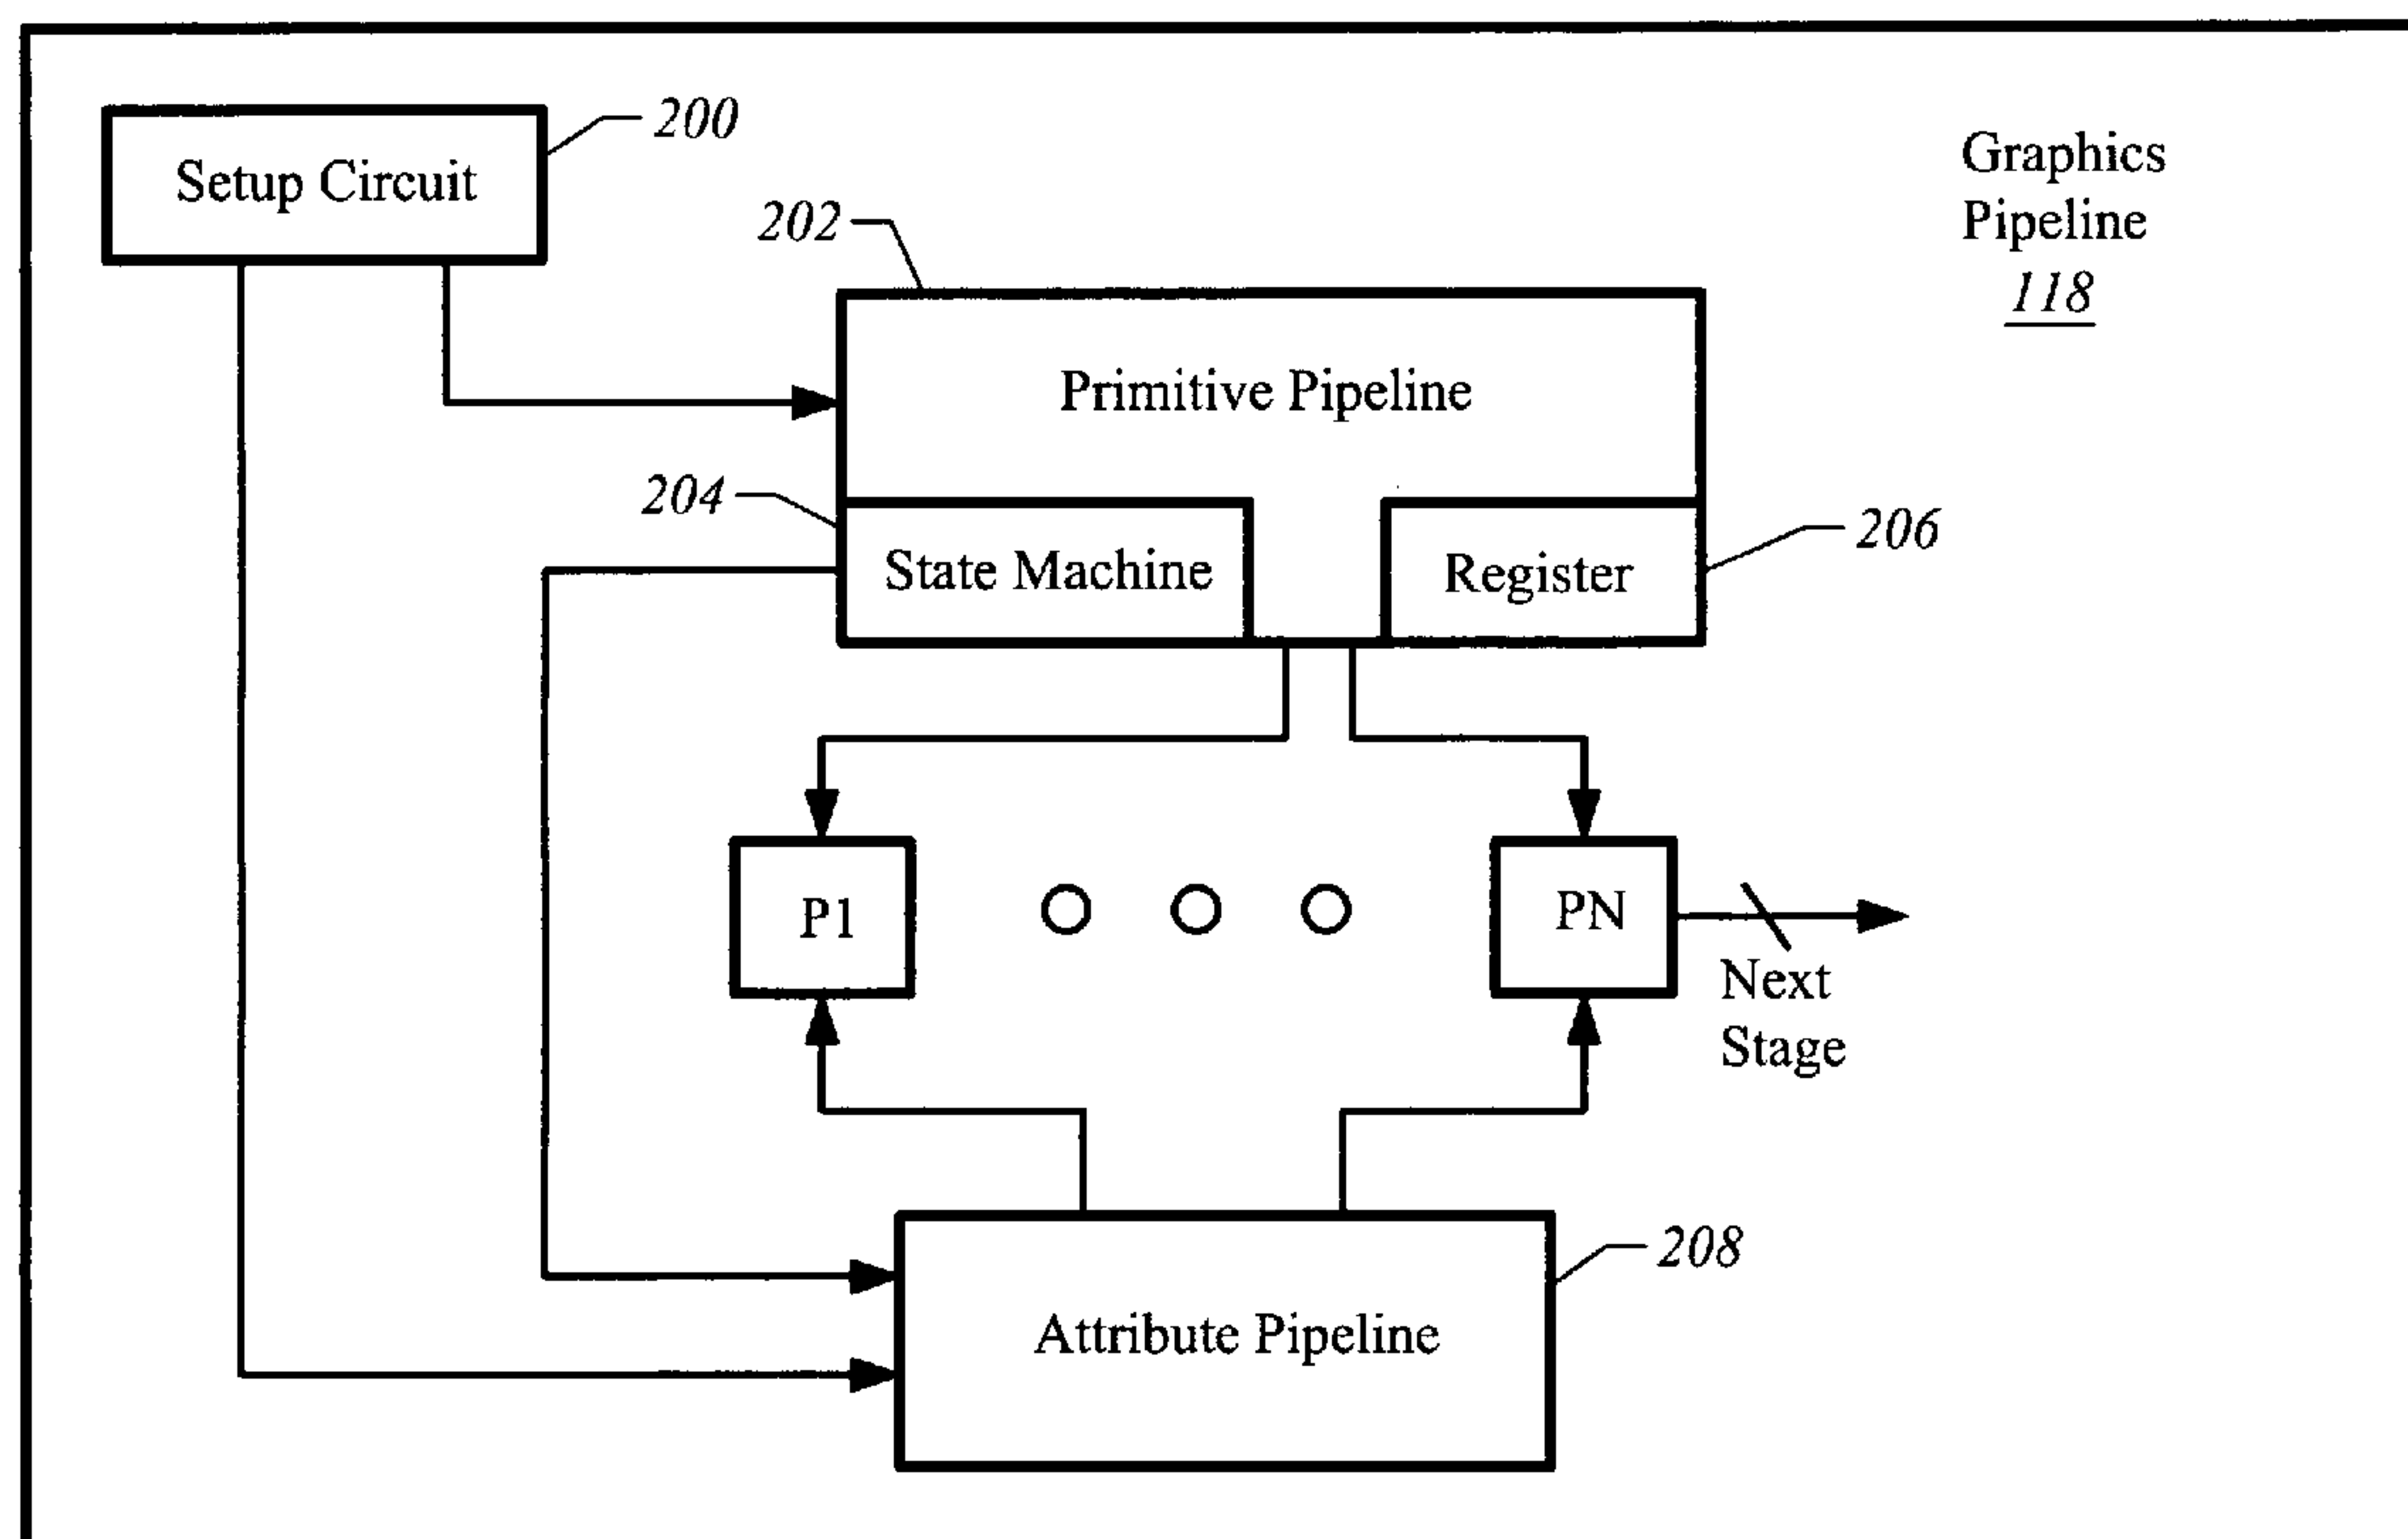 200
Setup Circuit
Graphics
Pipeline
118
202
Primitive Pipeline
204
State Machine
Register
206
P1
PN
Next
Stage
208
Attribute Pipeline